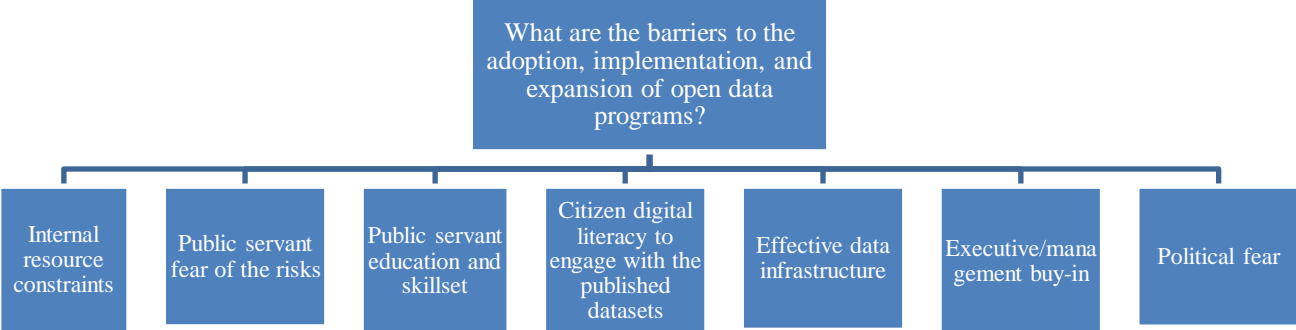 What are the barriers to the
adoption, implementation, and
expansion of open data
programs?
Internal
resource
constraints
Public servant
fear of the risks
Public servant
education and
skillset
Citizen digital
literacy to
engage with the
published
datasets
Effective data
infrastructure
Executive/mana
gement buy-in
Political fear